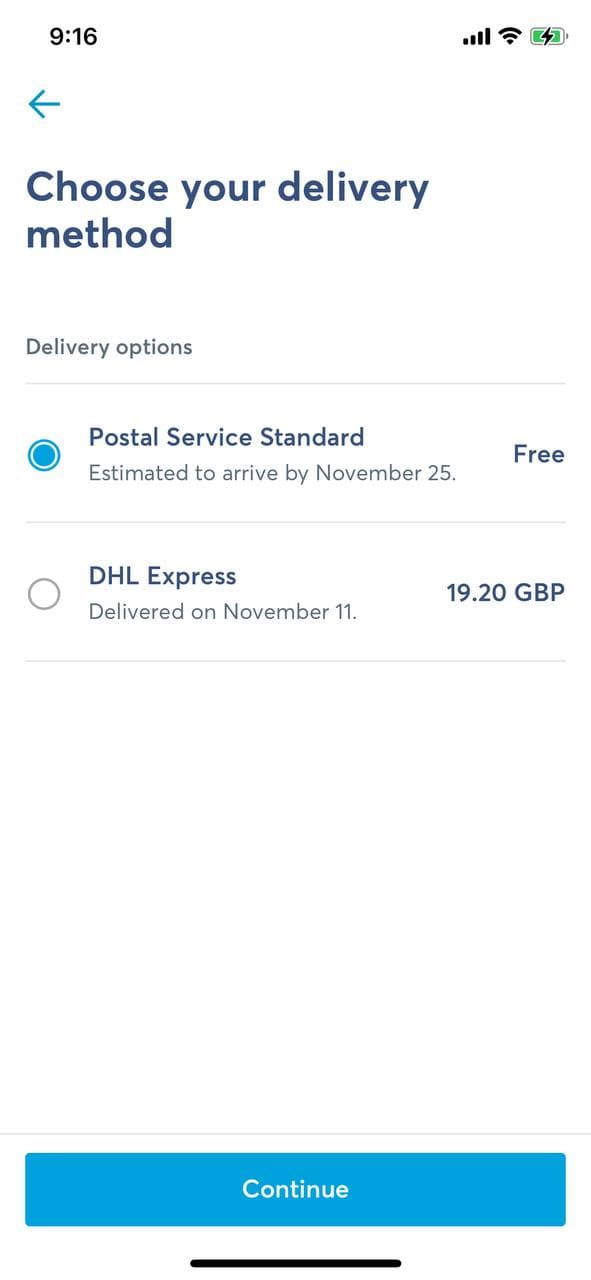 9:16
Choose your delivery
method
Delivery options
Postal Service Standard
Estimated to arrive by November 25.
Free
DHL Express
Delivered on November 11.
19.20 GBP
Continue